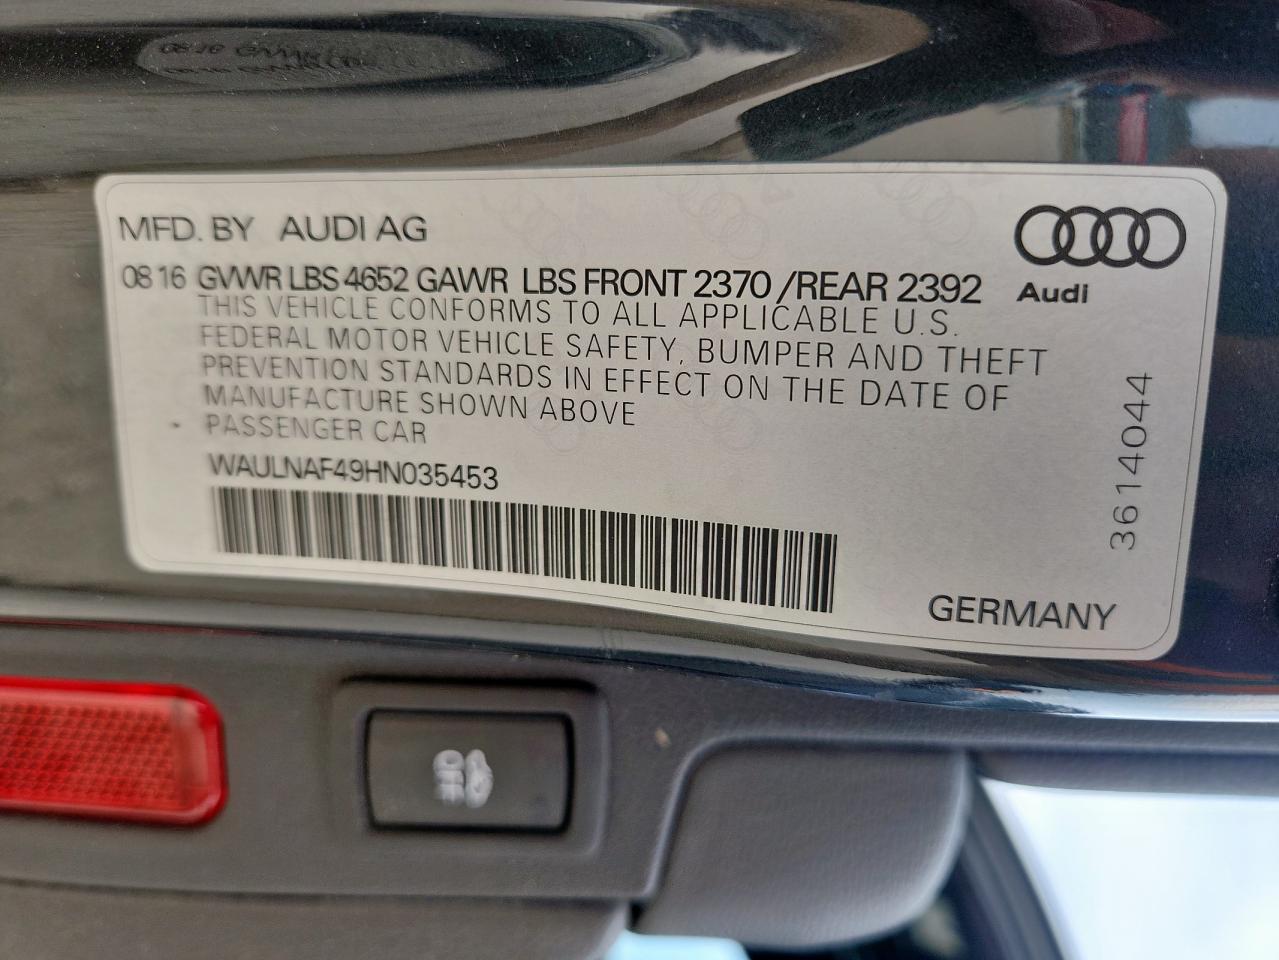 MFD. BY AUDI AG
08 16 GVWR LBS 4652 GAWR LBS FRONT 2370 /REAR 2392
Audi
THIS VEHICLE CONFORMS TO ALL APPLICABLE U.S.
FEDERAL MOTOR VEHICLE SAFETY, BUMPER AND THEFT
PREVENTION STANDARDS IN EFFECT ON THE DATE OF
MANUFACTURE SHOWN ABOVE
- PASSENGER CAR
WAULNAF49HN035453
3614044
GERMANY